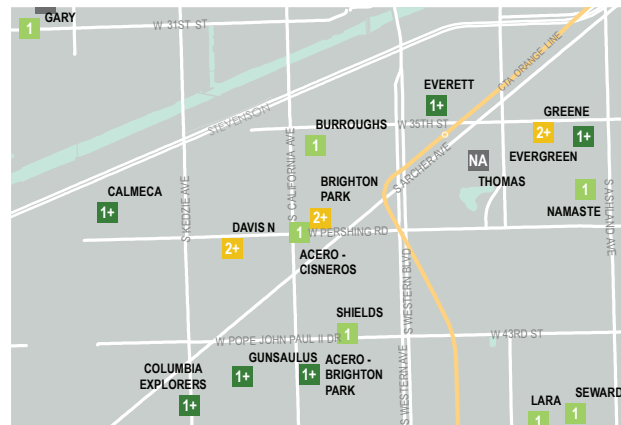 GARY
1
W 31ST ST
CTA ORANGE LINE
EVERETT
1+
STEVENSON
BURROUGHS
1
W 35TH ST
GREENE
2+
1+
EVERGREEN
S ARCHER AVE
NA
THOMAS
CALMECA
1+
S KEDZIE AVE
S CALIFORNIA AVE
BRIGHTON
PARK
2+
1
NAMASTE
S ASHLAND AVE
DAVIS N
2+
1
W PERSHING RD
ACERO -
CISNEROS
S WESTERN BLVD
S WESTERN AVE
SHIELDS
1
W POPE JOHN PAUL II DR
W 43RD ST
COLUMBIA
EXPLORERS
1+
GUNSAULUS
1+
ACERO -
BRIGHTON
PARK
1+
LARA
1
SEWARD
1